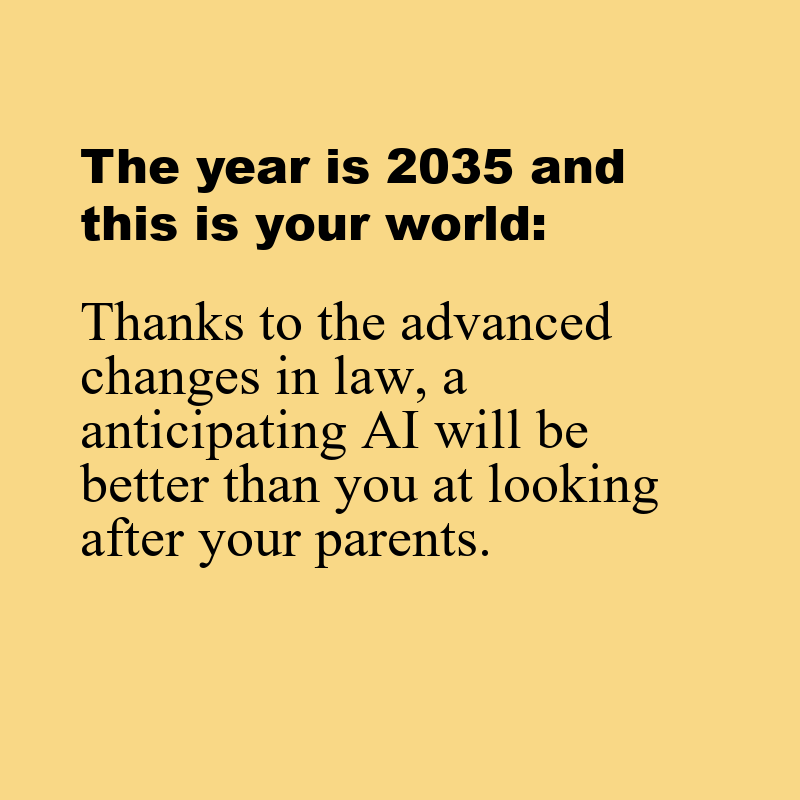 The year is 2035 and
this is your world:
Thanks to the advanced
changes in law, a
anticipating AI will be
better than you at looking
after your parents.